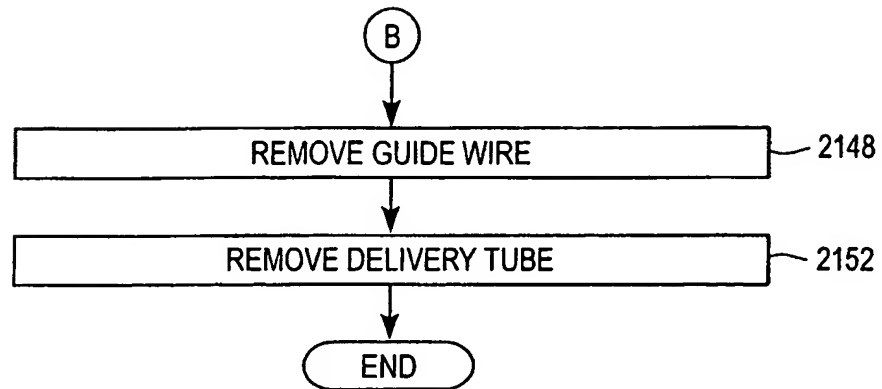 B
REMOVE GUIDE WIRE 2148
REMOVE DELIVERY TUBE 2152
END